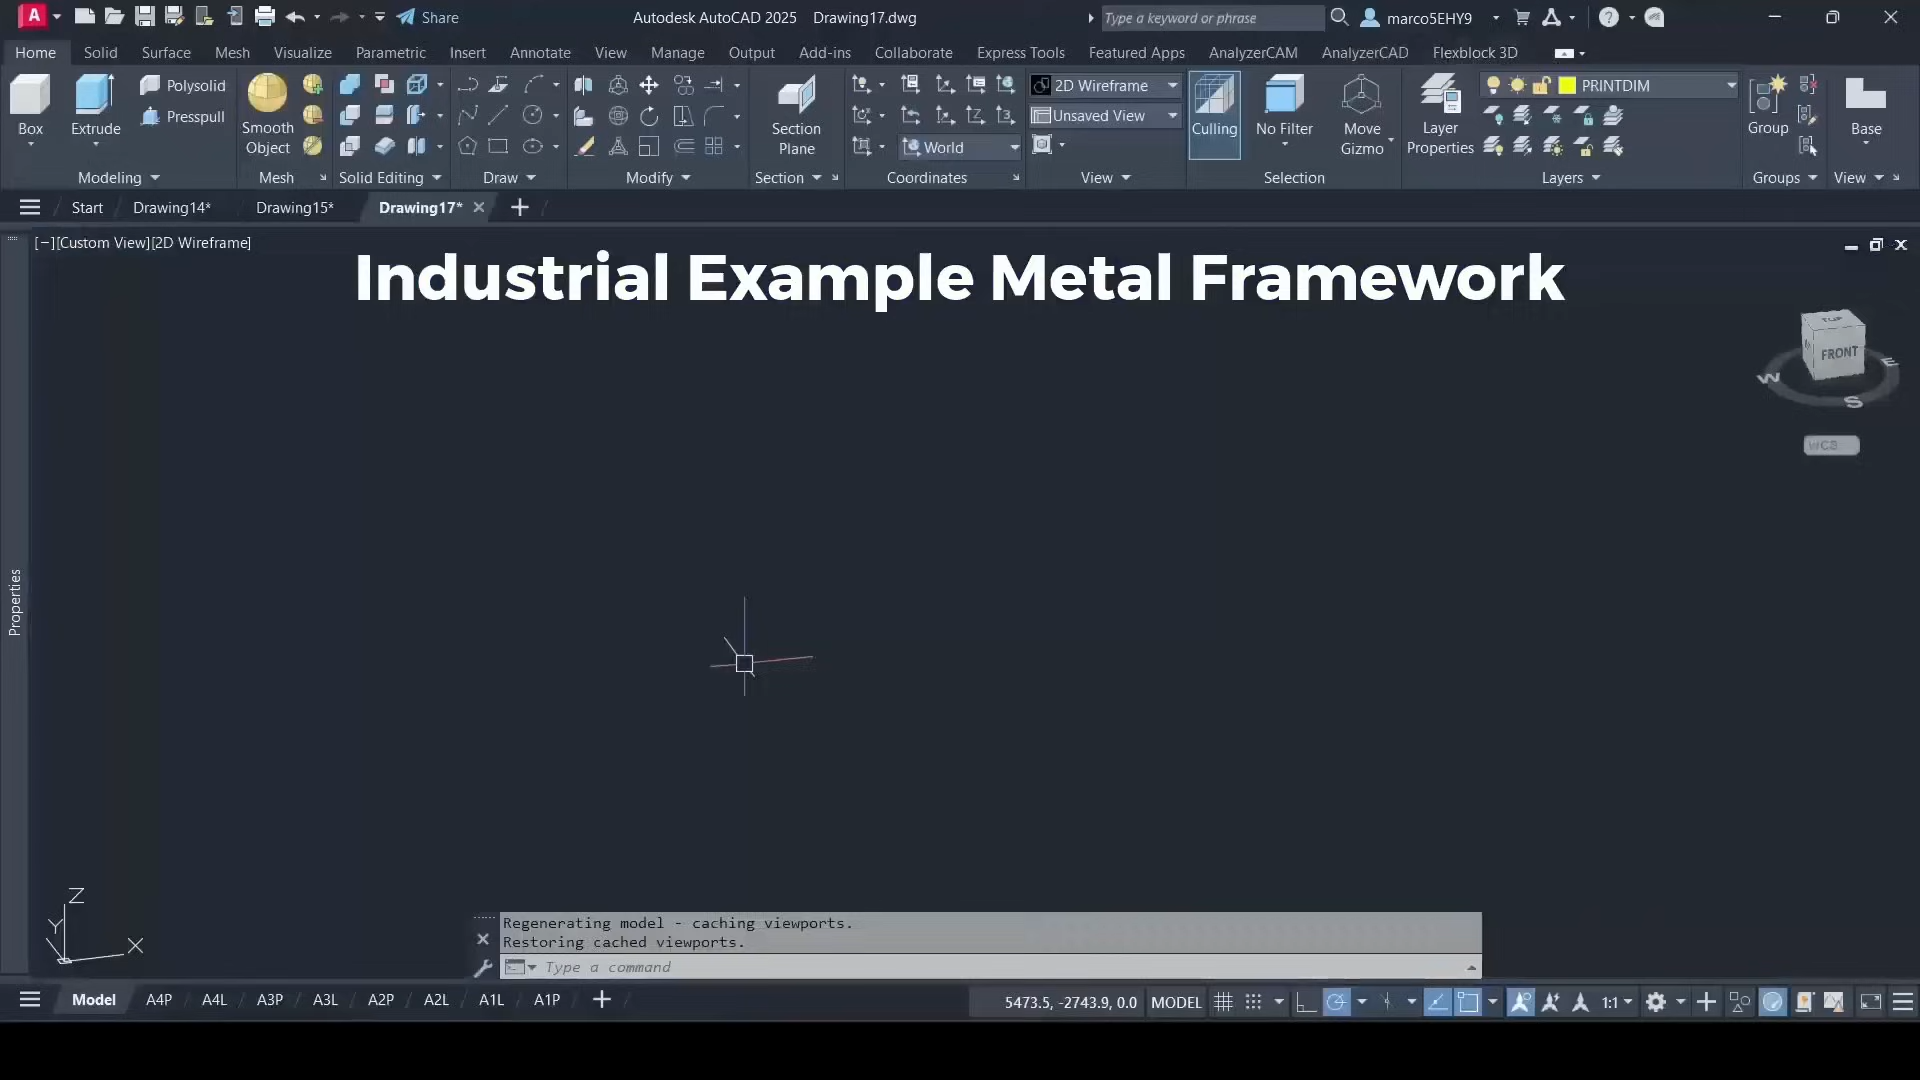 A Share Autodesk AutoCAD 2025 Drawing17.dwg Type a keyword or phrase marco5EHY9
Home Solid Surface Mesh Visualize Parametric Insert Annotate View Manage Output Add-ins Collaborate Express Tools Featured Apps AnalyzerCAM AnalyzerCAD Flexblock 3D
Box
Extrude
Polysolid
Presspull
Modeling
Smooth
Object
Mesh
Solid Editing
Draw
Modify
Section
Plane
Section
World
Coordinates
2D Wireframe
Unsaved View
View
Culling
No Filter
Move
Gizmo
Selection
Layer
Properties
PRINTDIM
Layers
Group
Groups
Base
View
Start Drawing14* Drawing15* Drawing17*
[−][Custom View][2D Wireframe]
Industrial Example Metal Framework
TOP
FRONT
W
E
S
WCS
Properties
Z
Y
X
Regenerating model - caching viewports.
Restoring cached viewports.
Type a command
Model A4P A4L A3P A3L A2P A2L A1L A1P
5473.5, -2743.9, 0.0 MODEL 1:1